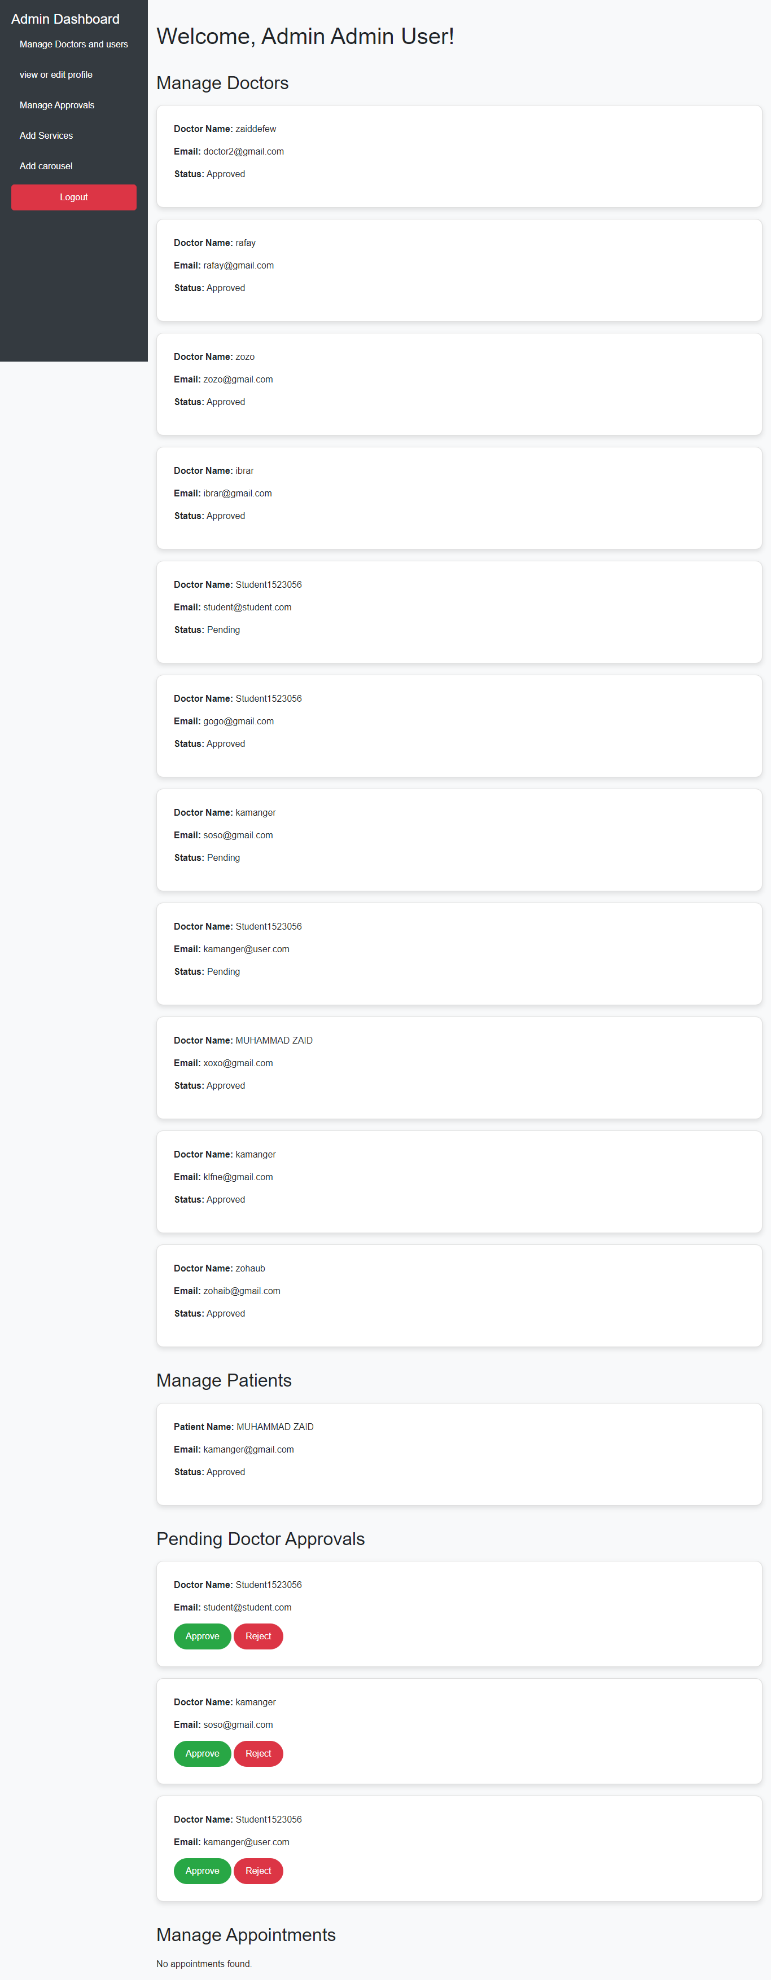 Admin Dashboard
Manage Doctors and users
view or edit profile
Manage Approvals
Add Services
Add carousel
Logout
Welcome, Admin Admin User!
Manage Doctors
Doctor Name: zaiddefew
Email: doctor2@gmail.com
Status: Approved
Doctor Name: rafay
Email: rafay@gmail.com
Status: Approved
Doctor Name: zozo
Email: zozo@gmail.com
Status: Approved
Doctor Name: ibrar
Email: ibrar@gmail.com
Status: Approved
Doctor Name: Student1523056
Email: student@student.com
Status: Pending
Doctor Name: Student1523056
Email: gogo@gmail.com
Status: Approved
Doctor Name: kamanger
Email: soso@gmail.com
Status: Pending
Doctor Name: Student1523056
Email: kamanger@user.com
Status: Pending
Doctor Name: MUHAMMAD ZAID
Email: xoxo@gmail.com
Status: Approved
Doctor Name: kamanger
Email: klfne@gmail.com
Status: Approved
Doctor Name: zohaub
Email: zohaib@gmail.com
Status: Approved
Manage Patients
Patient Name: MUHAMMAD ZAID
Email: kamanger@gmail.com
Status: Approved
Pending Doctor Approvals
Doctor Name: Student1523056
Email: student@student.com
Approve Reject
Doctor Name: kamanger
Email: soso@gmail.com
Approve Reject
Doctor Name: Student1523056
Email: kamanger@user.com
Approve Reject
Manage Appointments
No appointments found.